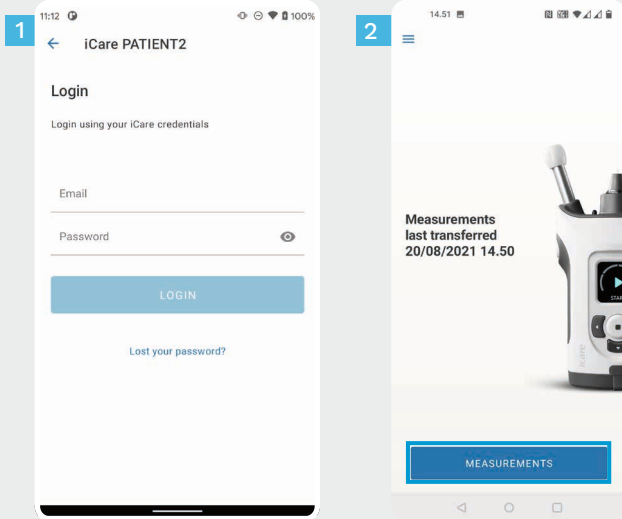 1
11:12
100%
iCare PATIENT2
Login
Login using your iCare credentials
Email
Password
LOGIN
Lost your password?
2
14.51
Measurements
last transferred
20/08/2021 14.50
icare
MEASUREMENTS